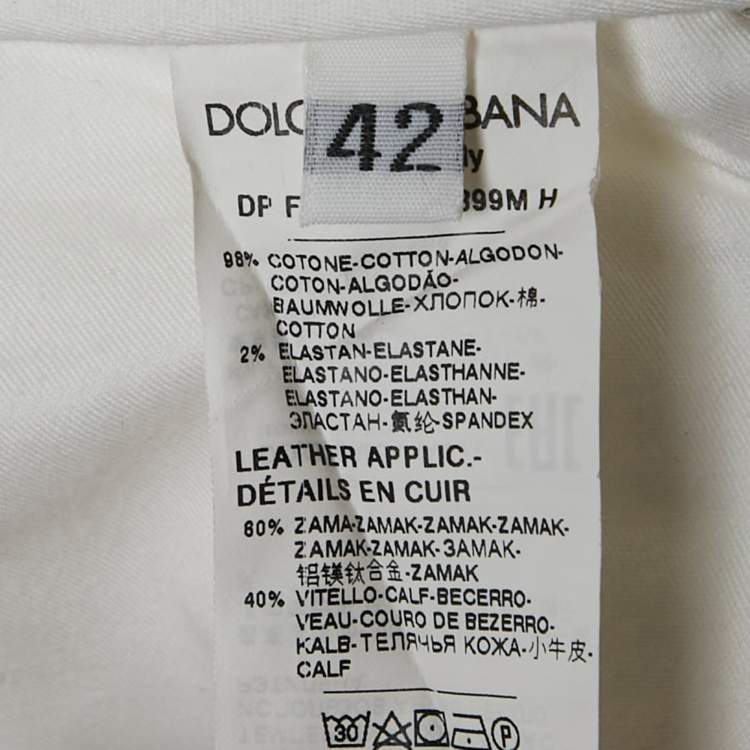 DOLC BANA
42
ly
DP F 899M H
98% COTONE-COTTON-ALGODON-
COTON-ALGODÃO-
BAUMWOLLE-ХЛОПОК-棉-
COTTON
2% ELASTAN-ELASTANE-
ELASTANO-ELASTHANNE-
ELASTANO-ELASTHAN-
ЭЛАСТАН-氨纶-SPANDEX
LEATHER APPLIC.-
DÉTAILS EN CUIR
60% ZAMA-ZAMAK-ZAMAK-ZAMAK-
ZAMAK-ZAMAK-ЗАМАК-
铝镁钛合金-ZAMAK
40% VITELLO-CALF-BECERRO-
VEAU-COURO DE BEZERRO-
KALB-ТЕЛЯЧЬЯ КОЖА-小牛皮-
CALF
30 P